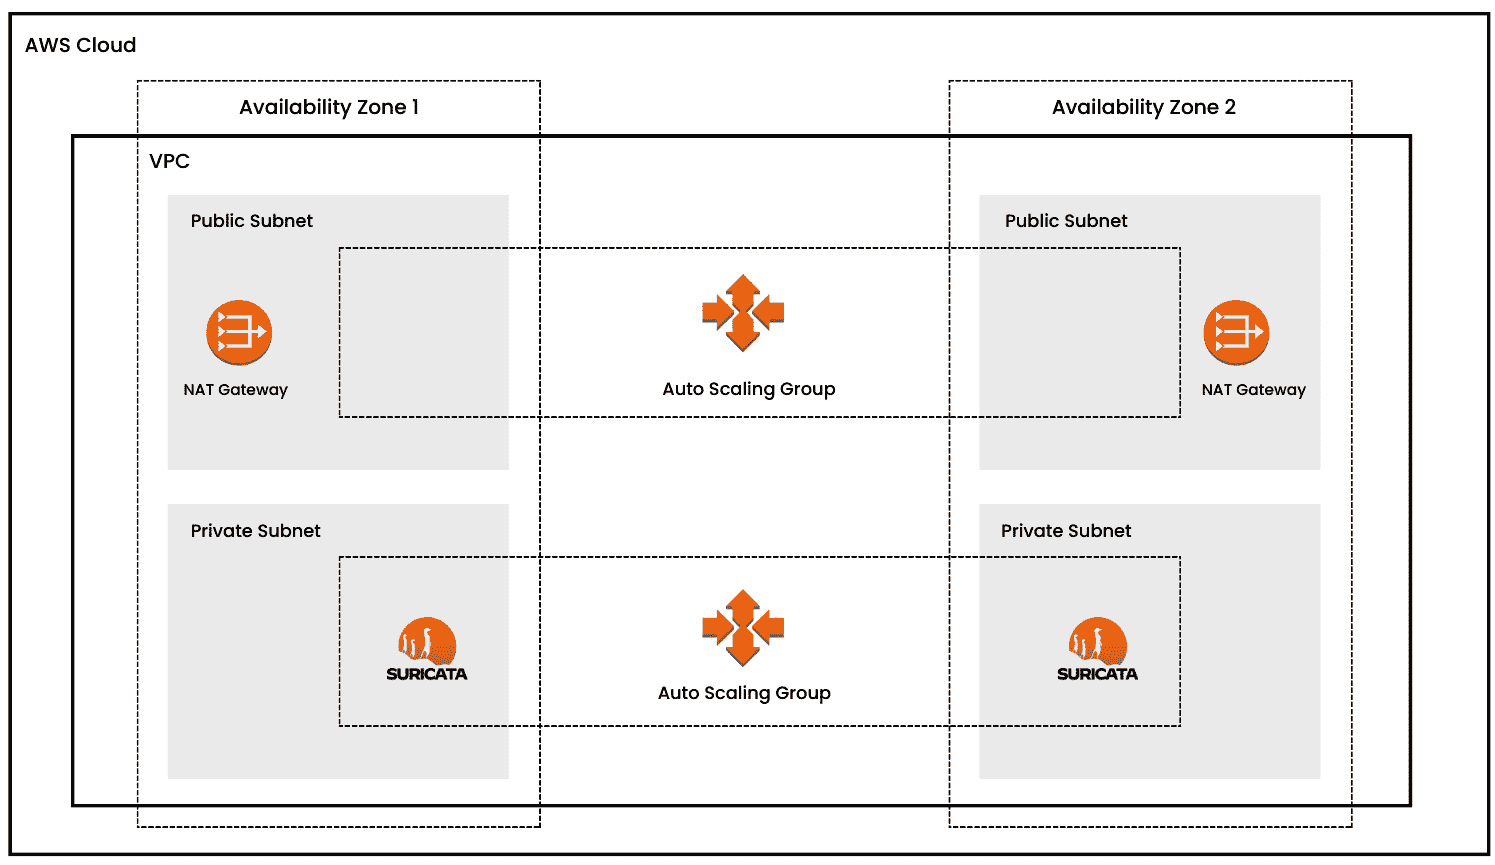 AWS Cloud
Availability Zone 1
Availability Zone 2
VPC
Public Subnet
Public Subnet
NAT Gateway
Auto Scaling Group
NAT Gateway
Private Subnet
Private Subnet
SURICATA
SURICATA
Auto Scaling Group